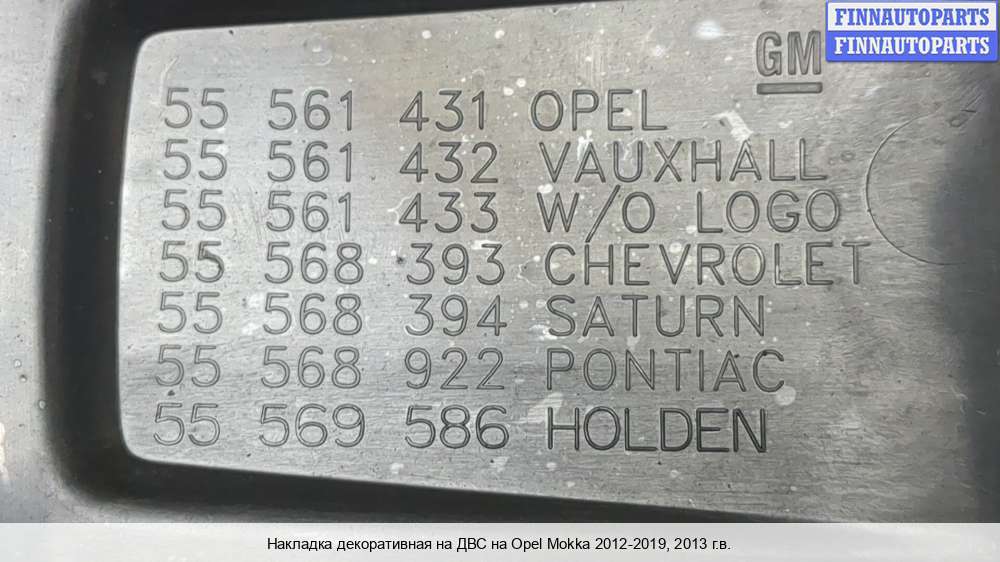 FINNAUTOPARTS
FINNAUTOPARTS
GM
55 561 431 OPEL
55 561 432 VAUXHALL
55 561 433 W/O LOGO
55 568 393 CHEVROLET
55 568 394 SATURN
55 568 922 PONTIAC
55 569 586 HOLDEN
Накладка декоративная на ДВС на Opel Mokka 2012-2019, 2013 г.в.